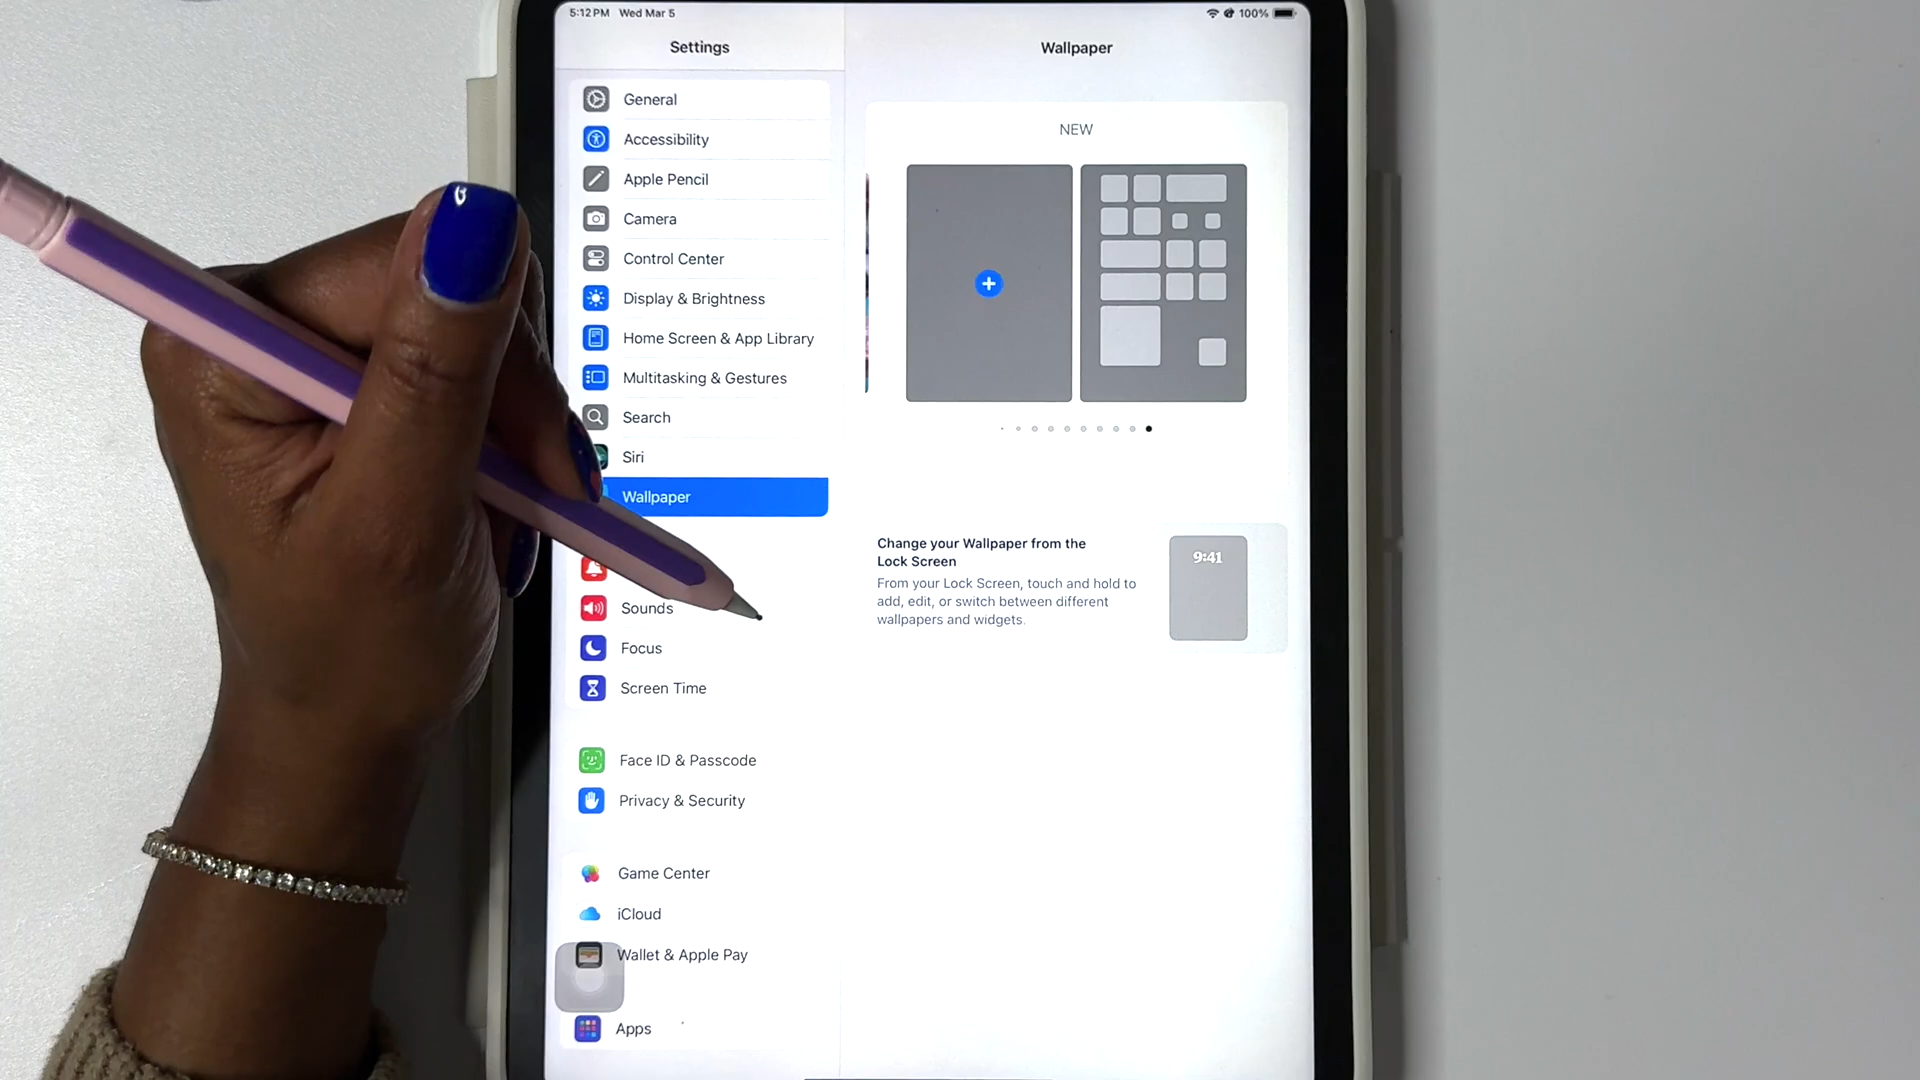 5:12 PM Wed Mar 5
100%
Settings
General
Accessibility
Apple Pencil
Camera
Control Center
Display & Brightness
Home Screen & App Library
Multitasking & Gestures
Search
Siri
Wallpaper
Sounds
Focus
Screen Time
Face ID & Passcode
Privacy & Security
Game Center
iCloud
Wallet & Apple Pay
Apps
Wallpaper
NEW
Change your Wallpaper from the
Lock Screen
From your Lock Screen, touch and hold to
add, edit, or switch between different
wallpapers and widgets.
9:41